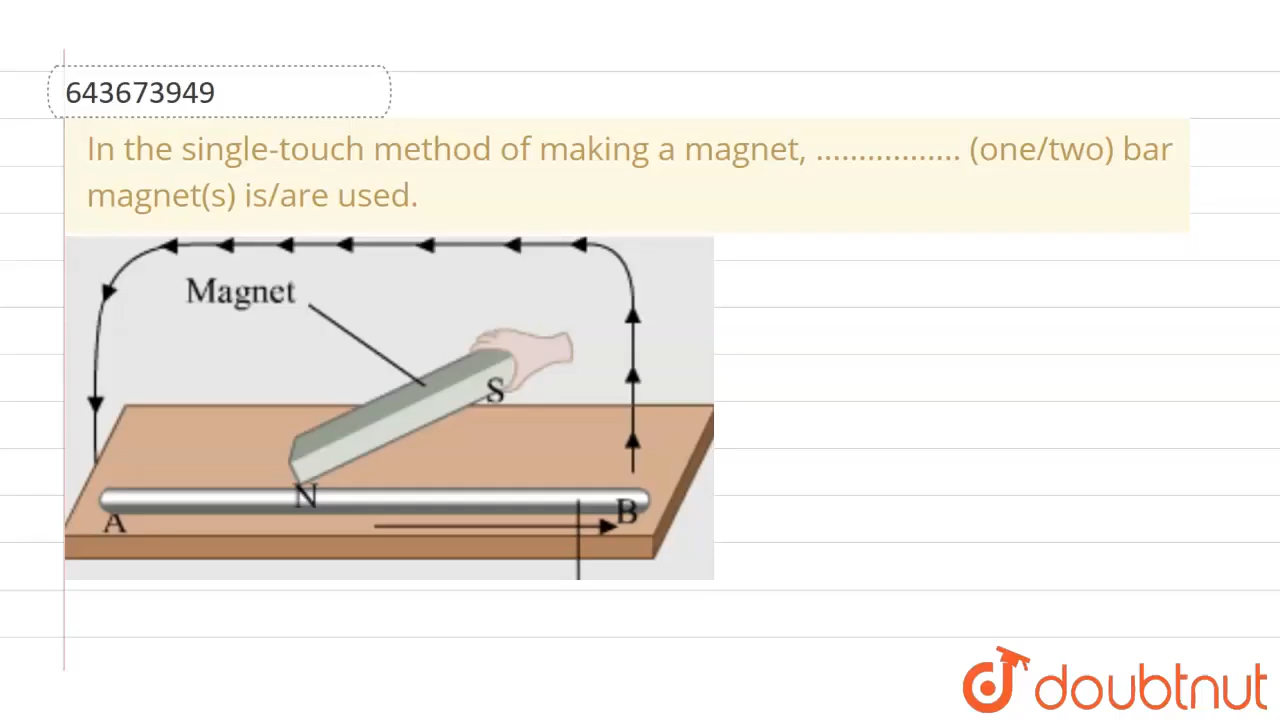 643673949
In the single-touch method of making a magnet, ................. (one/two) bar
magnet(s) is/are used.
Magnet
S
N
A
B
doubtnut